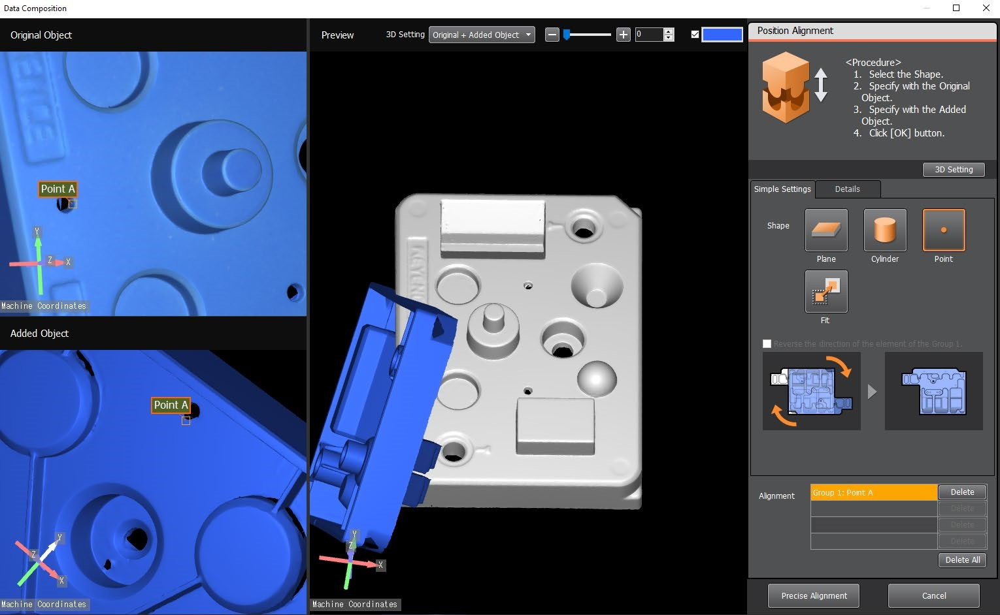 Data Composition
Original Object
Point A
Y
Z X
Machine Coordinates
Added Object
Point A
Y
Z
X
Machine Coordinates
Preview
3D Setting Original + Added Object 0
KEYENC
Y
Z
X
Machine Coordinates
Position Alignment
<Procedure>
1. Select the Shape.
2. Specify with the Original
Object.
3. Specify with the Added
Object.
4. Click [OK] button.
3D Setting
Simple Settings Details
Shape
Plane Cylinder Point
Fit
Reverse the direction of the element of the Group 1.
Alignment Group 1: Point A Delete
Delete
Delete
Delete
Delete All
Precise Alignment Cancel